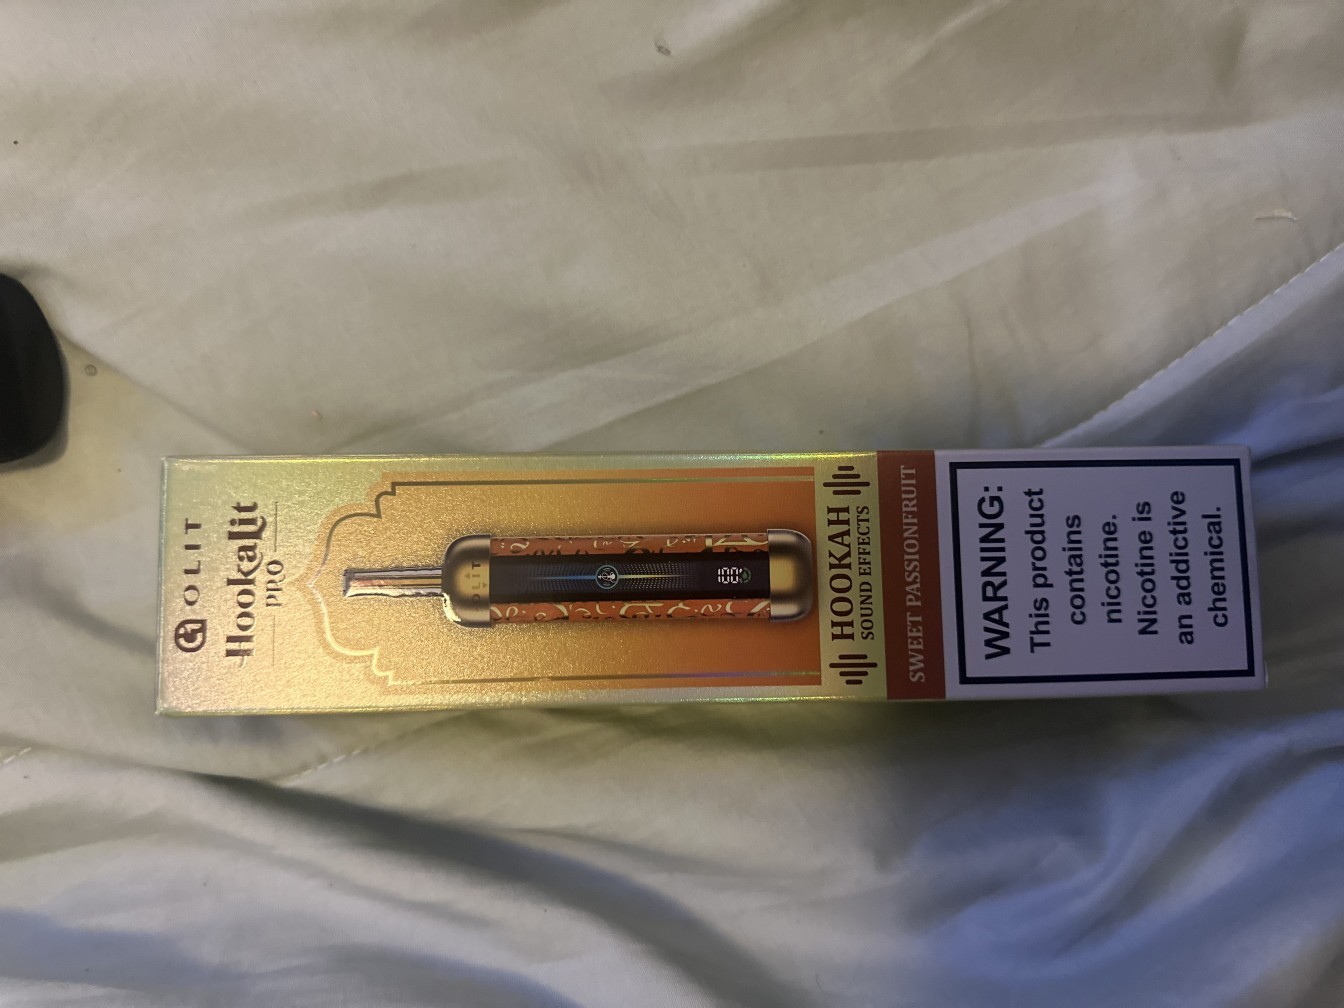 OLIT
HookaLit
PRO
OLIT
100
HOOKAH
SOUND EFFECTS
SWEET PASSIONFRUIT
WARNING:
This product
contains
nicotine.
Nicotine is
an addictive
chemical.